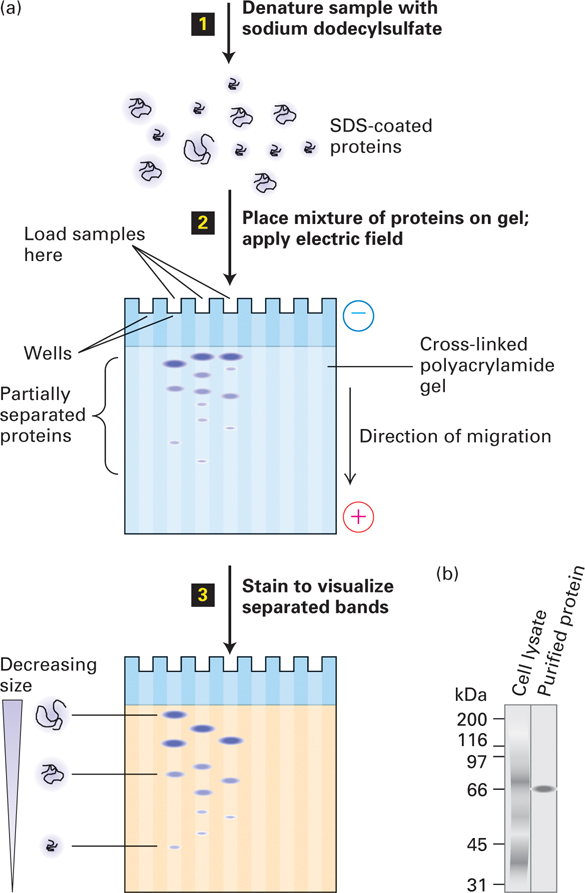 (a)
1
Denature sample with
sodium dodecylsulfate
SDS-coated
proteins
2
Place mixture of proteins on gel;
apply electric field
Load samples
here
−
Wells
Cross-linked
polyacrylamide
gel
Partially
separated
proteins
Direction of migration
+
3
Stain to visualize
separated bands
Decreasing
size
(b)
Cell lysate
Purified protein
kDa
200
116
97
66
45
31